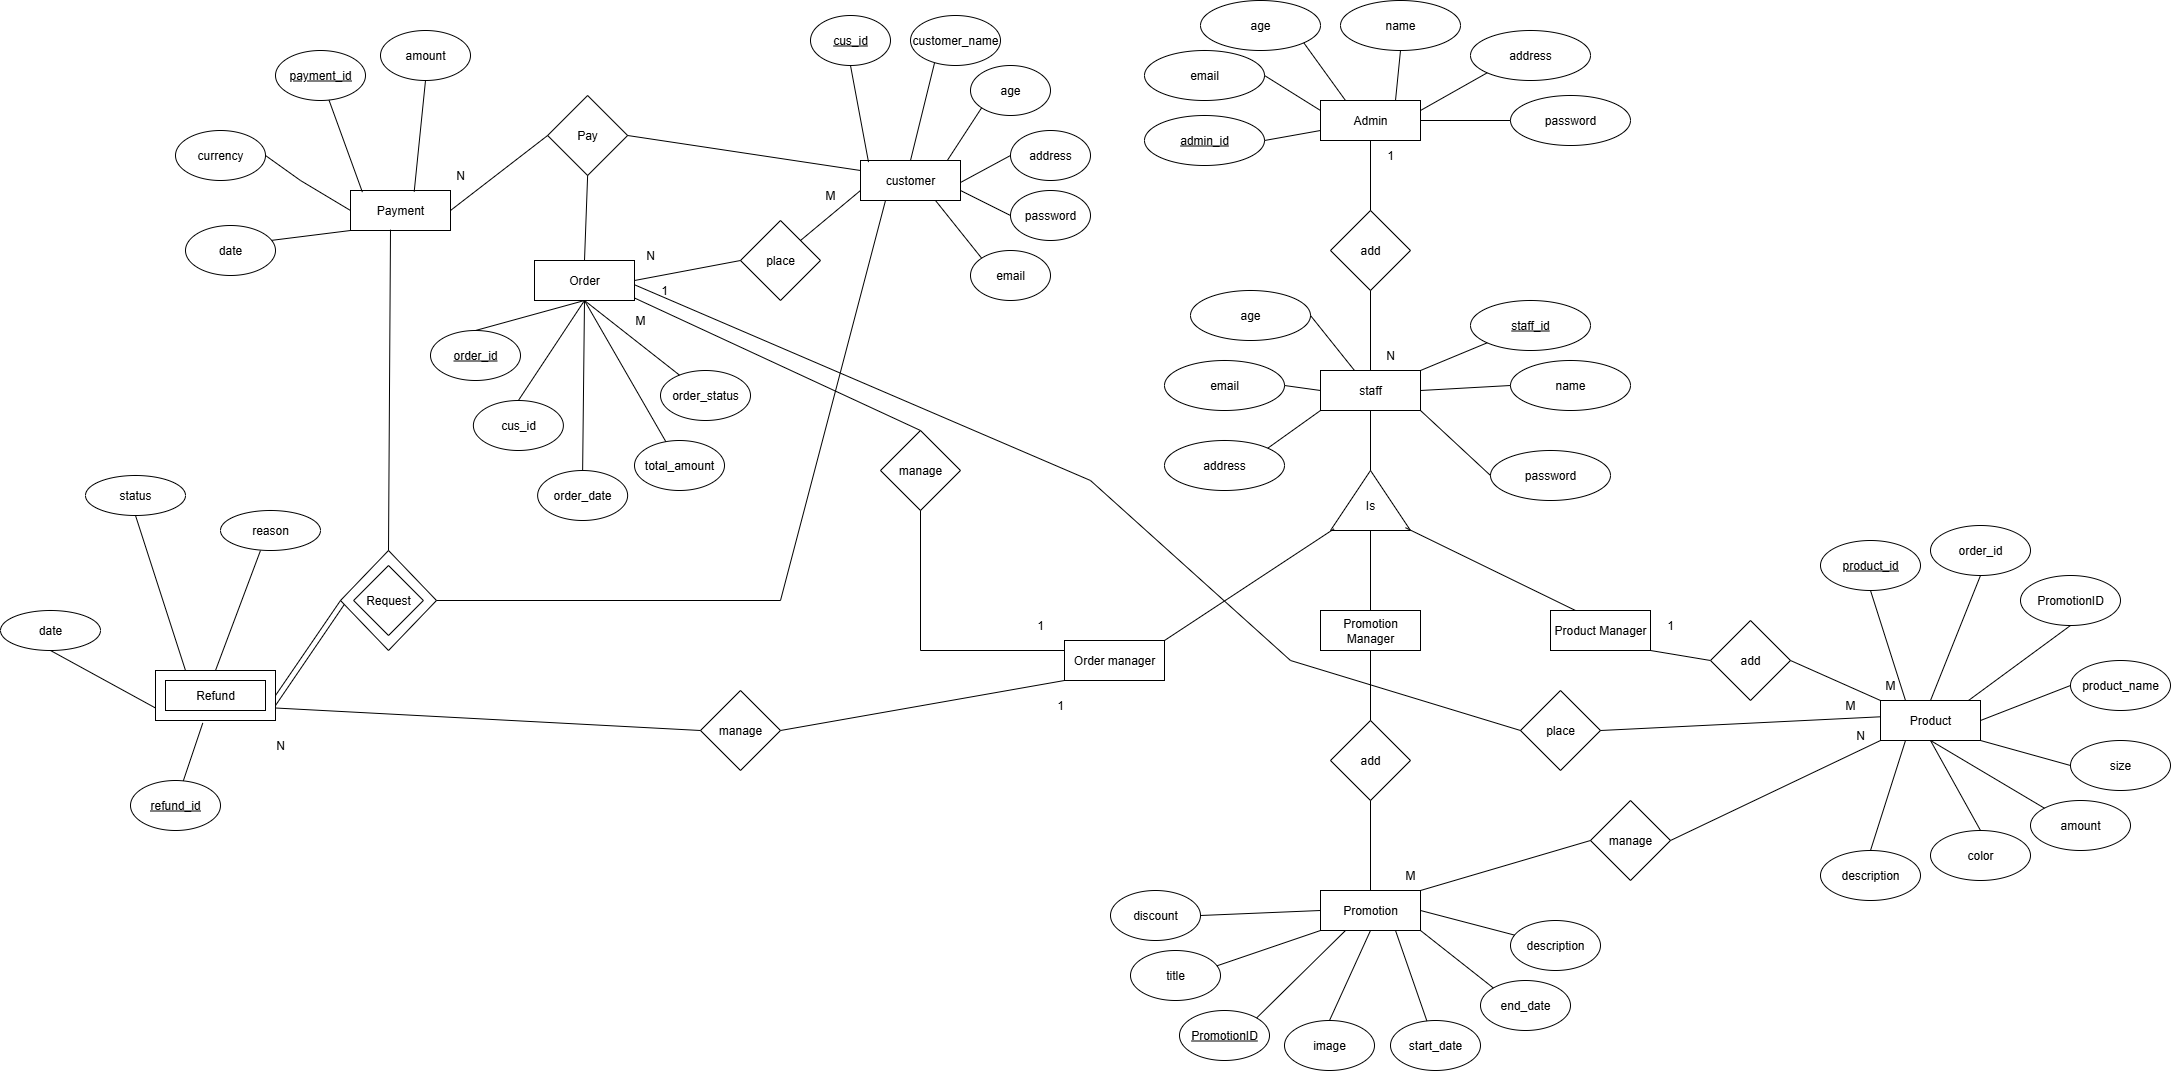 age
name
cus_id
customer_name
amount
address
payment_id
email
age
Admin
password
Pay
admin_id
currency
address
1
N
customer
M
Payment
password
date
add
N
place
Order
email
1
age
M
staff_id
order_id
N
email
staff
name
order_status
cus_id
manage
address
total_amount
password
status
order_date
Is
reason
order_id
product_id
Request
PromotionID
date
1
Promotion
Manager
Product Manager
1
Order manager
add
Refund
M
product_name
1
M
Product
manage
place
N
N
add
size
refund_id
amount
manage
color
M
description
discount
Promotion
description
title
end_date
PromotionID
image
start_date